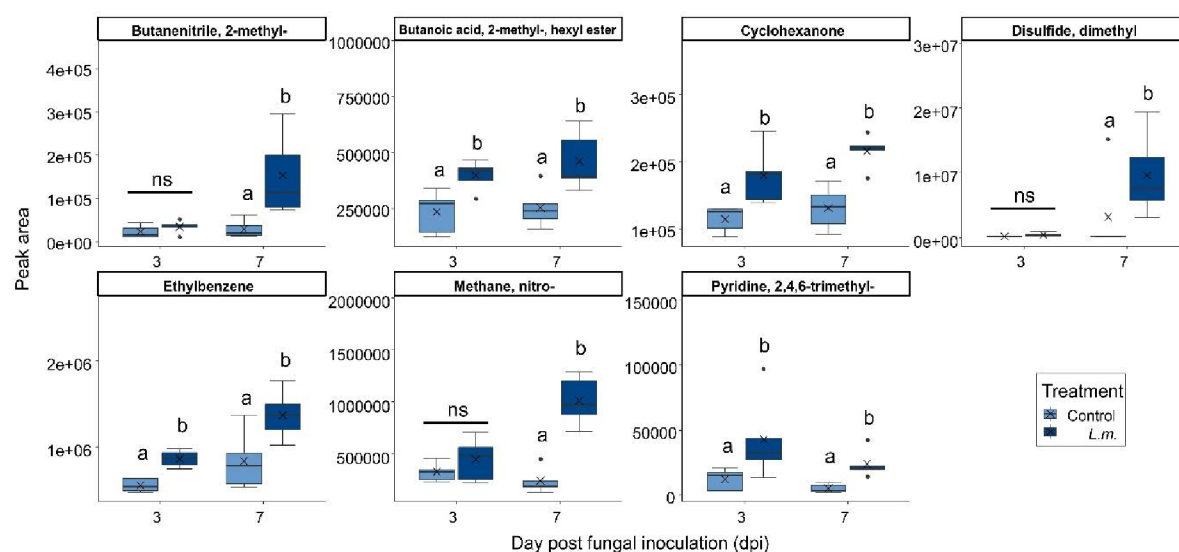 Butanenitrile, 2-methyl-
Butanoic acid, 2-methyl-, hexyl ester
Cyclohexanone
Disulfide, dimethyl
Peak area
4e+05
3e+05
2e+05
1e+05
0e+00
ns
a
b
3
7
1000000
750000
500000
250000
a
b
a
b
3
7
3e+05
2e+05
1e+05
a
b
a
b
3
7
3e+07
2e+07
1e+07
0e+00
ns
a
b
3
7
Ethylbenzene
Methane, nitro-
Pyridine, 2,4,6-trimethyl-
2e+06
1e+06
a
b
a
b
3
7
2000000
1500000
1000000
500000
ns
a
b
3
7
150000
100000
50000
0
a
b
a
b
3
7
Treatment
Control
L.m.
Day post fungal inoculation (dpi)